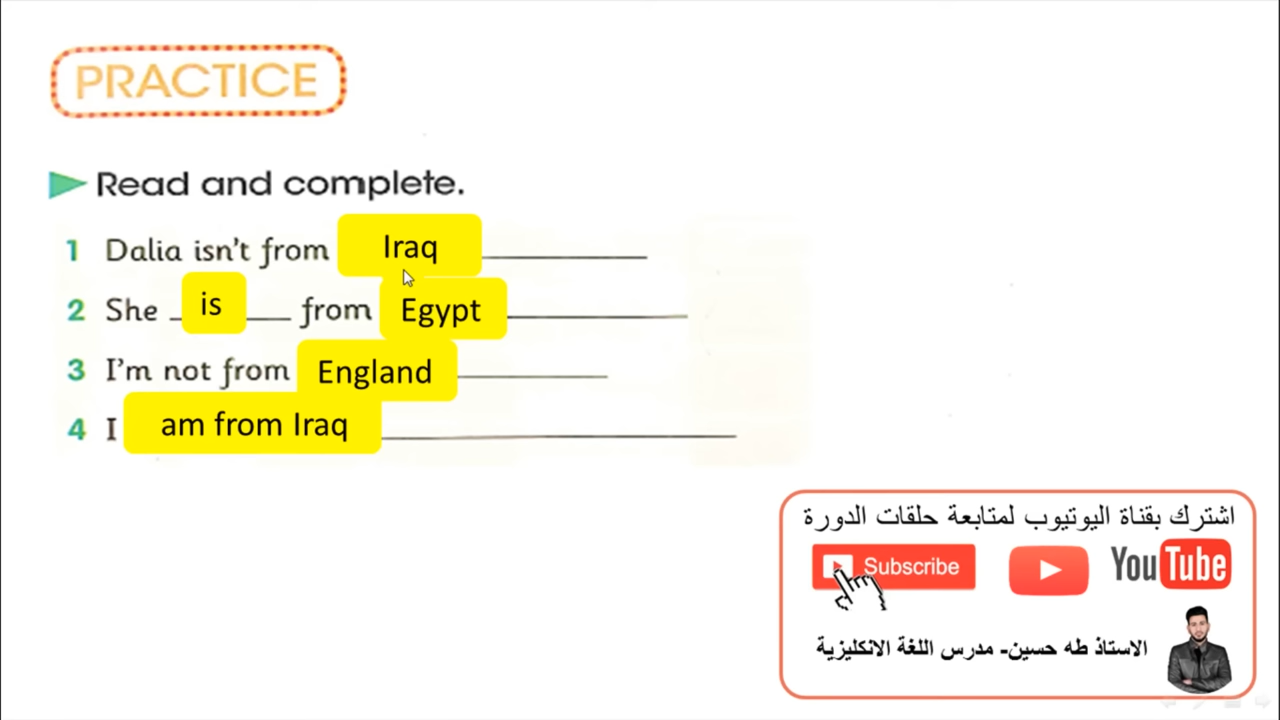 PRACTICE
Read and complete.
1 Dalia isn't from Iraq
2 She is from Egypt
3 I'm not from England
4 I am from Iraq
اشترك بقناة اليوتيوب لمتابعة حلقات الدورة
Subscribe YouTube
الاستاذ طه حسين- مدرس اللغة الانكليزية